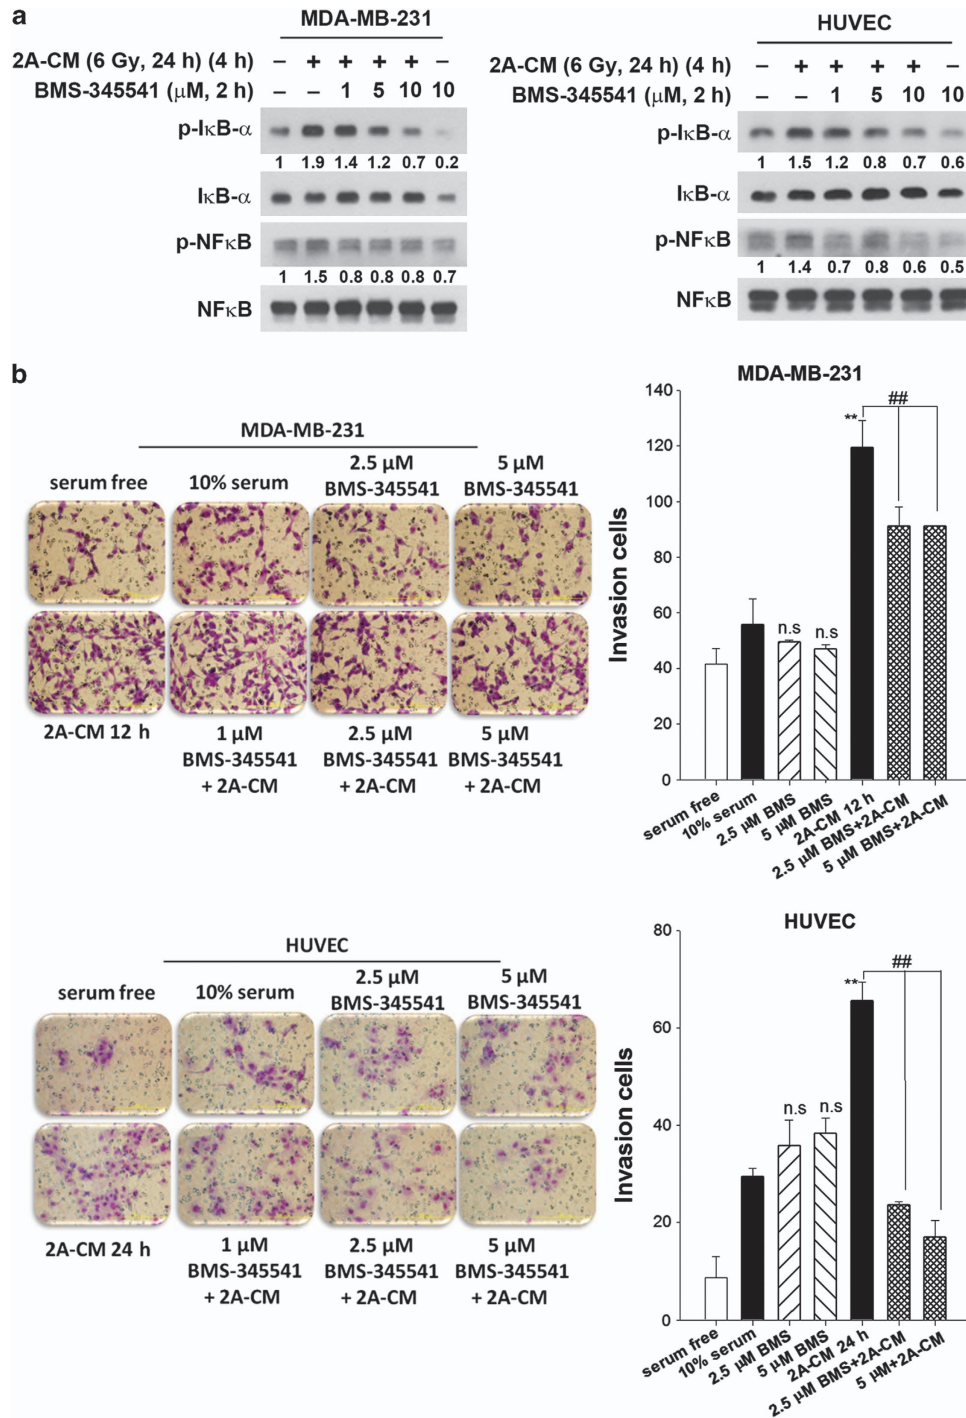 a
MDA-MB-231
2A-CM (6 Gy, 24 h) (4 h) – + + + + –
BMS-345541 (μM, 2 h) – – 1 5 10 10
p-IκB-α
1 1.9 1.4 1.2 0.7 0.2
IκB-α
p-NFκB
1 1.5 0.8 0.8 0.8 0.7
NFκB
HUVEC
2A-CM (6 Gy, 24 h) (4 h) – + + + + –
BMS-345541 (μM, 2 h) – – 1 5 10 10
p-IκB-α
1 1.5 1.2 0.8 0.7 0.6
IκB-α
p-NFκB
1 1.4 0.7 0.8 0.6 0.5
NFκB
b
MDA-MB-231
serum free
10% serum
2.5 μM
BMS-345541
5 μM
BMS-345541
2A-CM 12 h
1 μM
BMS-345541
+ 2A-CM
2.5 μM
BMS-345541
+ 2A-CM
5 μM
BMS-345541
+ 2A-CM
MDA-MB-231
Invasion cells
140
120
100
80
60
40
20
0
n.s
n.s
**
##
serum free
10% serum
2.5 μM BMS
5 μM BMS
2A-CM 12 h
2.5 μM BMS+2A-CM
5 μM BMS+2A-CM
HUVEC
serum free
10% serum
2.5 μM
BMS-345541
5 μM
BMS-345541
2A-CM 24 h
1 μM
BMS-345541
+ 2A-CM
2.5 μM
BMS-345541
+ 2A-CM
5 μM
BMS-345541
+ 2A-CM
HUVEC
Invasion cells
80
60
40
20
0
n.s
n.s
**
##
serum free
10% serum
2.5 μM BMS
5 μM BMS
2A-CM 24 h
2.5 μM BMS+2A-CM
5 μM+2A-CM